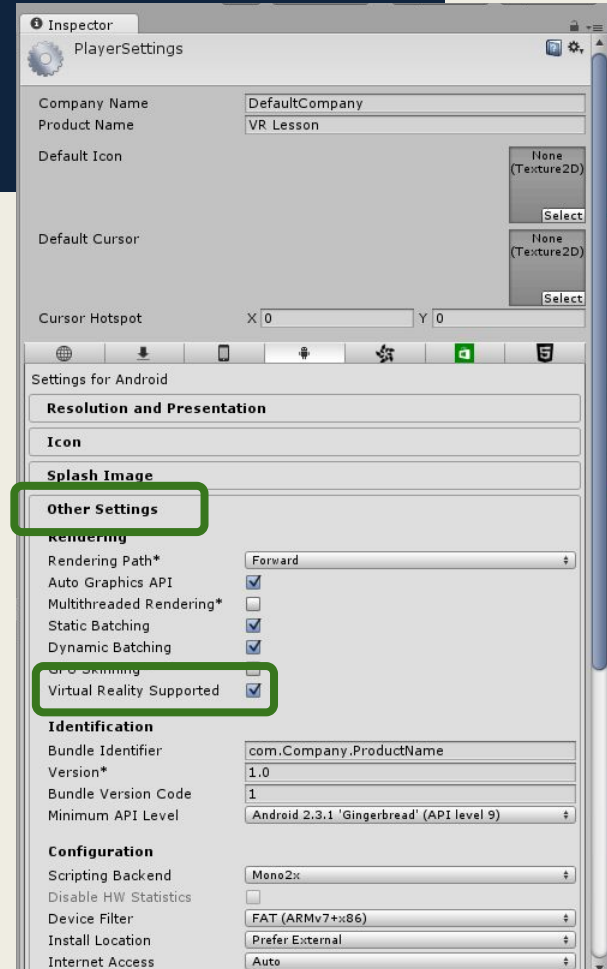 Inspector
PlayerSettings
Company Name DefaultCompany
Product Name VR Lesson
Default Icon None
(Texture2D)
Select
Default Cursor None
(Texture2D)
Select
Cursor Hotspot X 0 Y 0
Settings for Android
Resolution and Presentation
Icon
Splash Image
Other Settings
Rendering
Rendering Path* Forward
Auto Graphics API
Multithreaded Rendering*
Static Batching
Dynamic Batching
GPU Skinning
Virtual Reality Supported
Identification
Bundle Identifier com.Company.ProductName
Version* 1.0
Bundle Version Code 1
Minimum API Level Android 2.3.1 'Gingerbread' (API level 9)
Configuration
Scripting Backend Mono2x
Disable HW Statistics
Device Filter FAT (ARMv7+x86)
Install Location Prefer External
Internet Access Auto